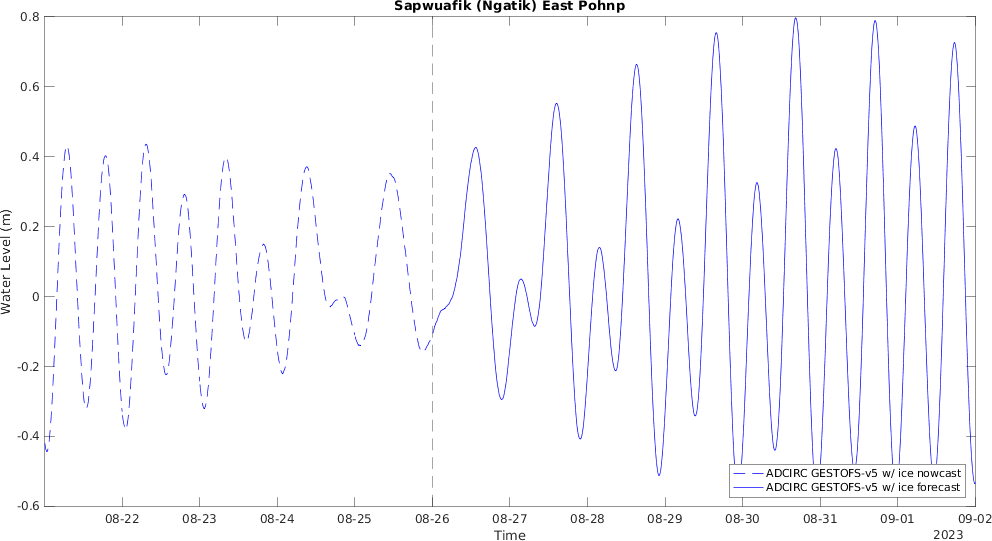 Sapwuafik (Ngatik) East Pohnp
0.8
0.6
0.4
0.2
0
-0.2
-0.4
-0.6
Water Level (m)
ADCIRC GESTOFS-v5 w/ ice nowcast
ADCIRC GESTOFS-v5 w/ ice forecast
08-22 08-23 08-24 08-25 08-26 08-27 08-28 08-29 08-30 08-31 09-01 09-02
Time
2023